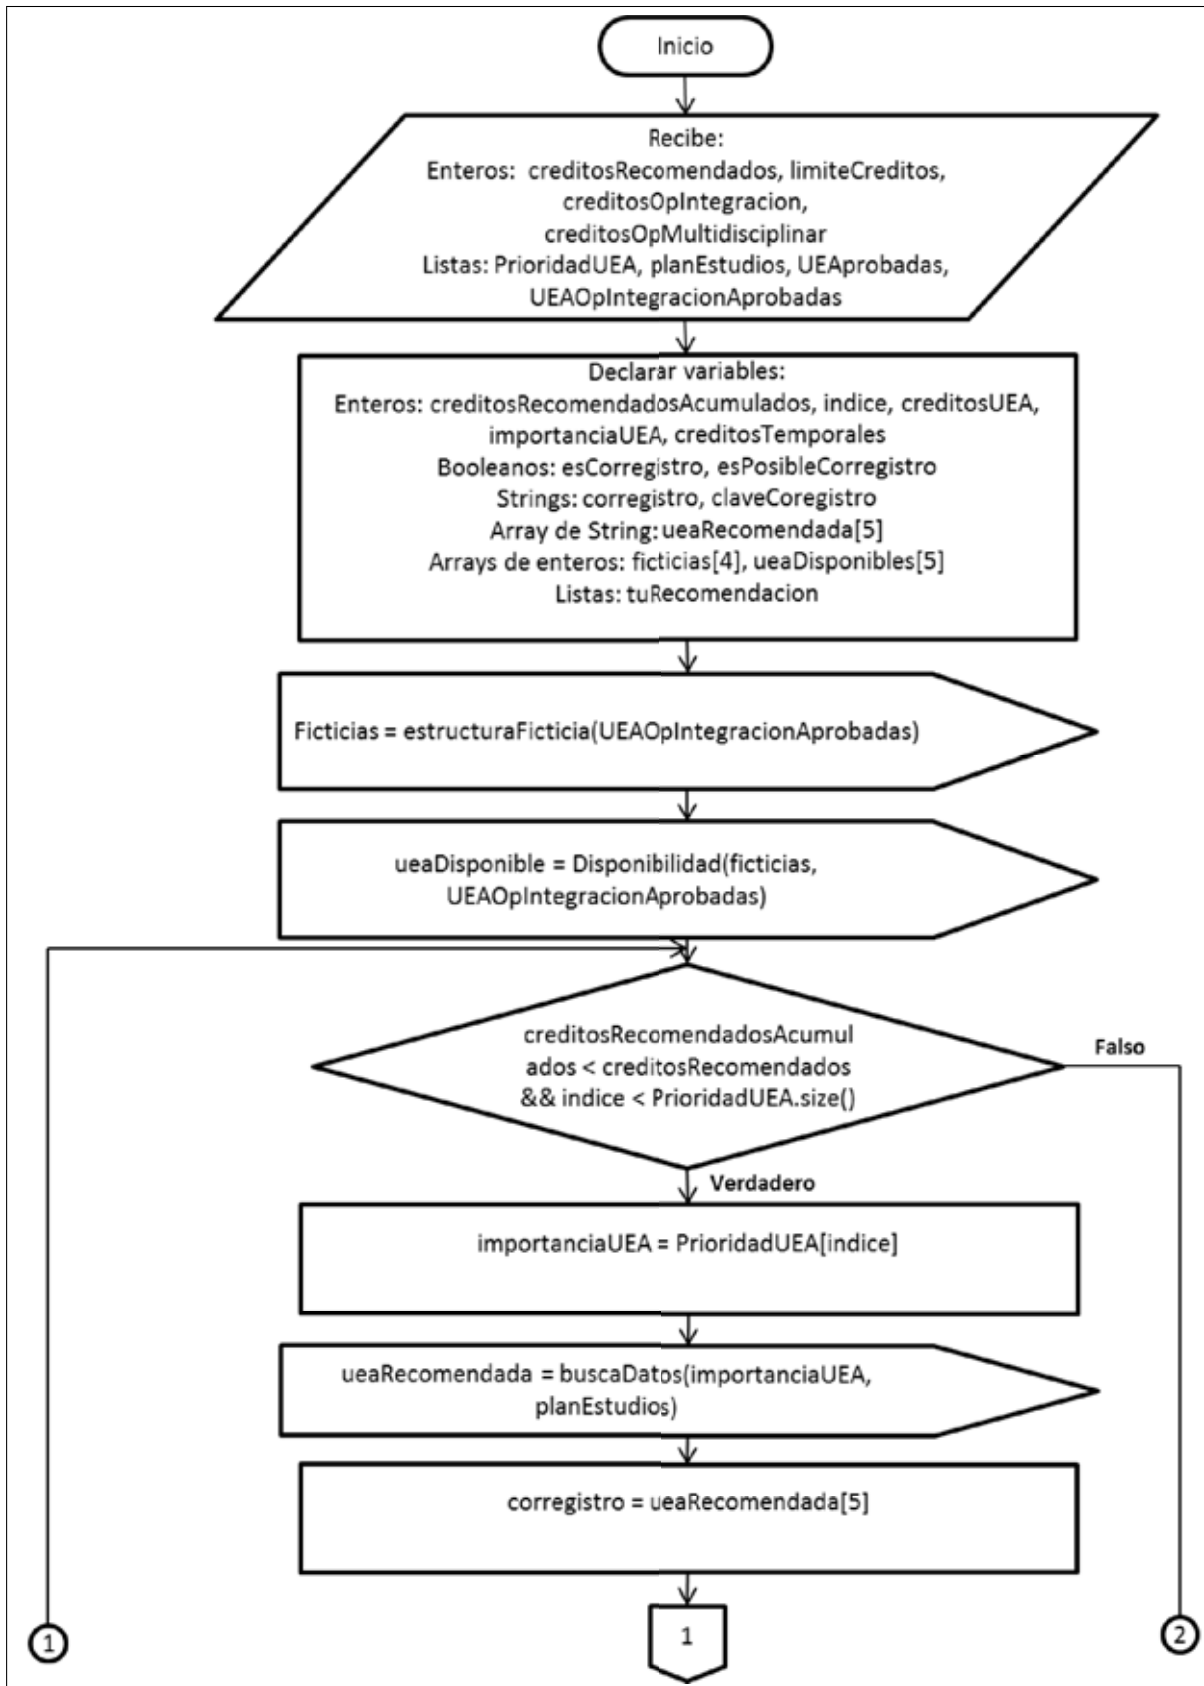 Inicio
Recibe:
Enteros: creditosRecomendados, limiteCreditos,
creditosOpIntegracion,
creditosOpMultidisciplinar
Listas: PrioridadUEA, planEstudios, UEAprobadas,
UEAOpIntegracionAprobadas
Declarar variables:
Enteros: creditosRecomendadosAcumulados, indice, creditosUEA,
importanciaUEA, creditosTemporales
Booleanos: esCorregistro, esPosibleCorregistro
Strings: corregistro, claveCoregistro
Array de String: ueaRecomendada[5]
Arrays de enteros: ficticias[4], ueaDisponibles[5]
Listas: tuRecomendacion
Ficticias = estructuraFicticia(UEAOpIntegracionAprobadas)
ueaDisponible = Disponibilidad(ficticias,
UEAOpIntegracionAprobadas)
creditosRecomendadosAcumul
ados < creditosRecomendados
&& indice < PrioridadUEA.size()
Falso
Verdadero
importanciaUEA = PrioridadUEA[indice]
ueaRecomendada = buscaDatos(importanciaUEA,
planEstudios)
corregistro = ueaRecomendada[5]
1
1
2